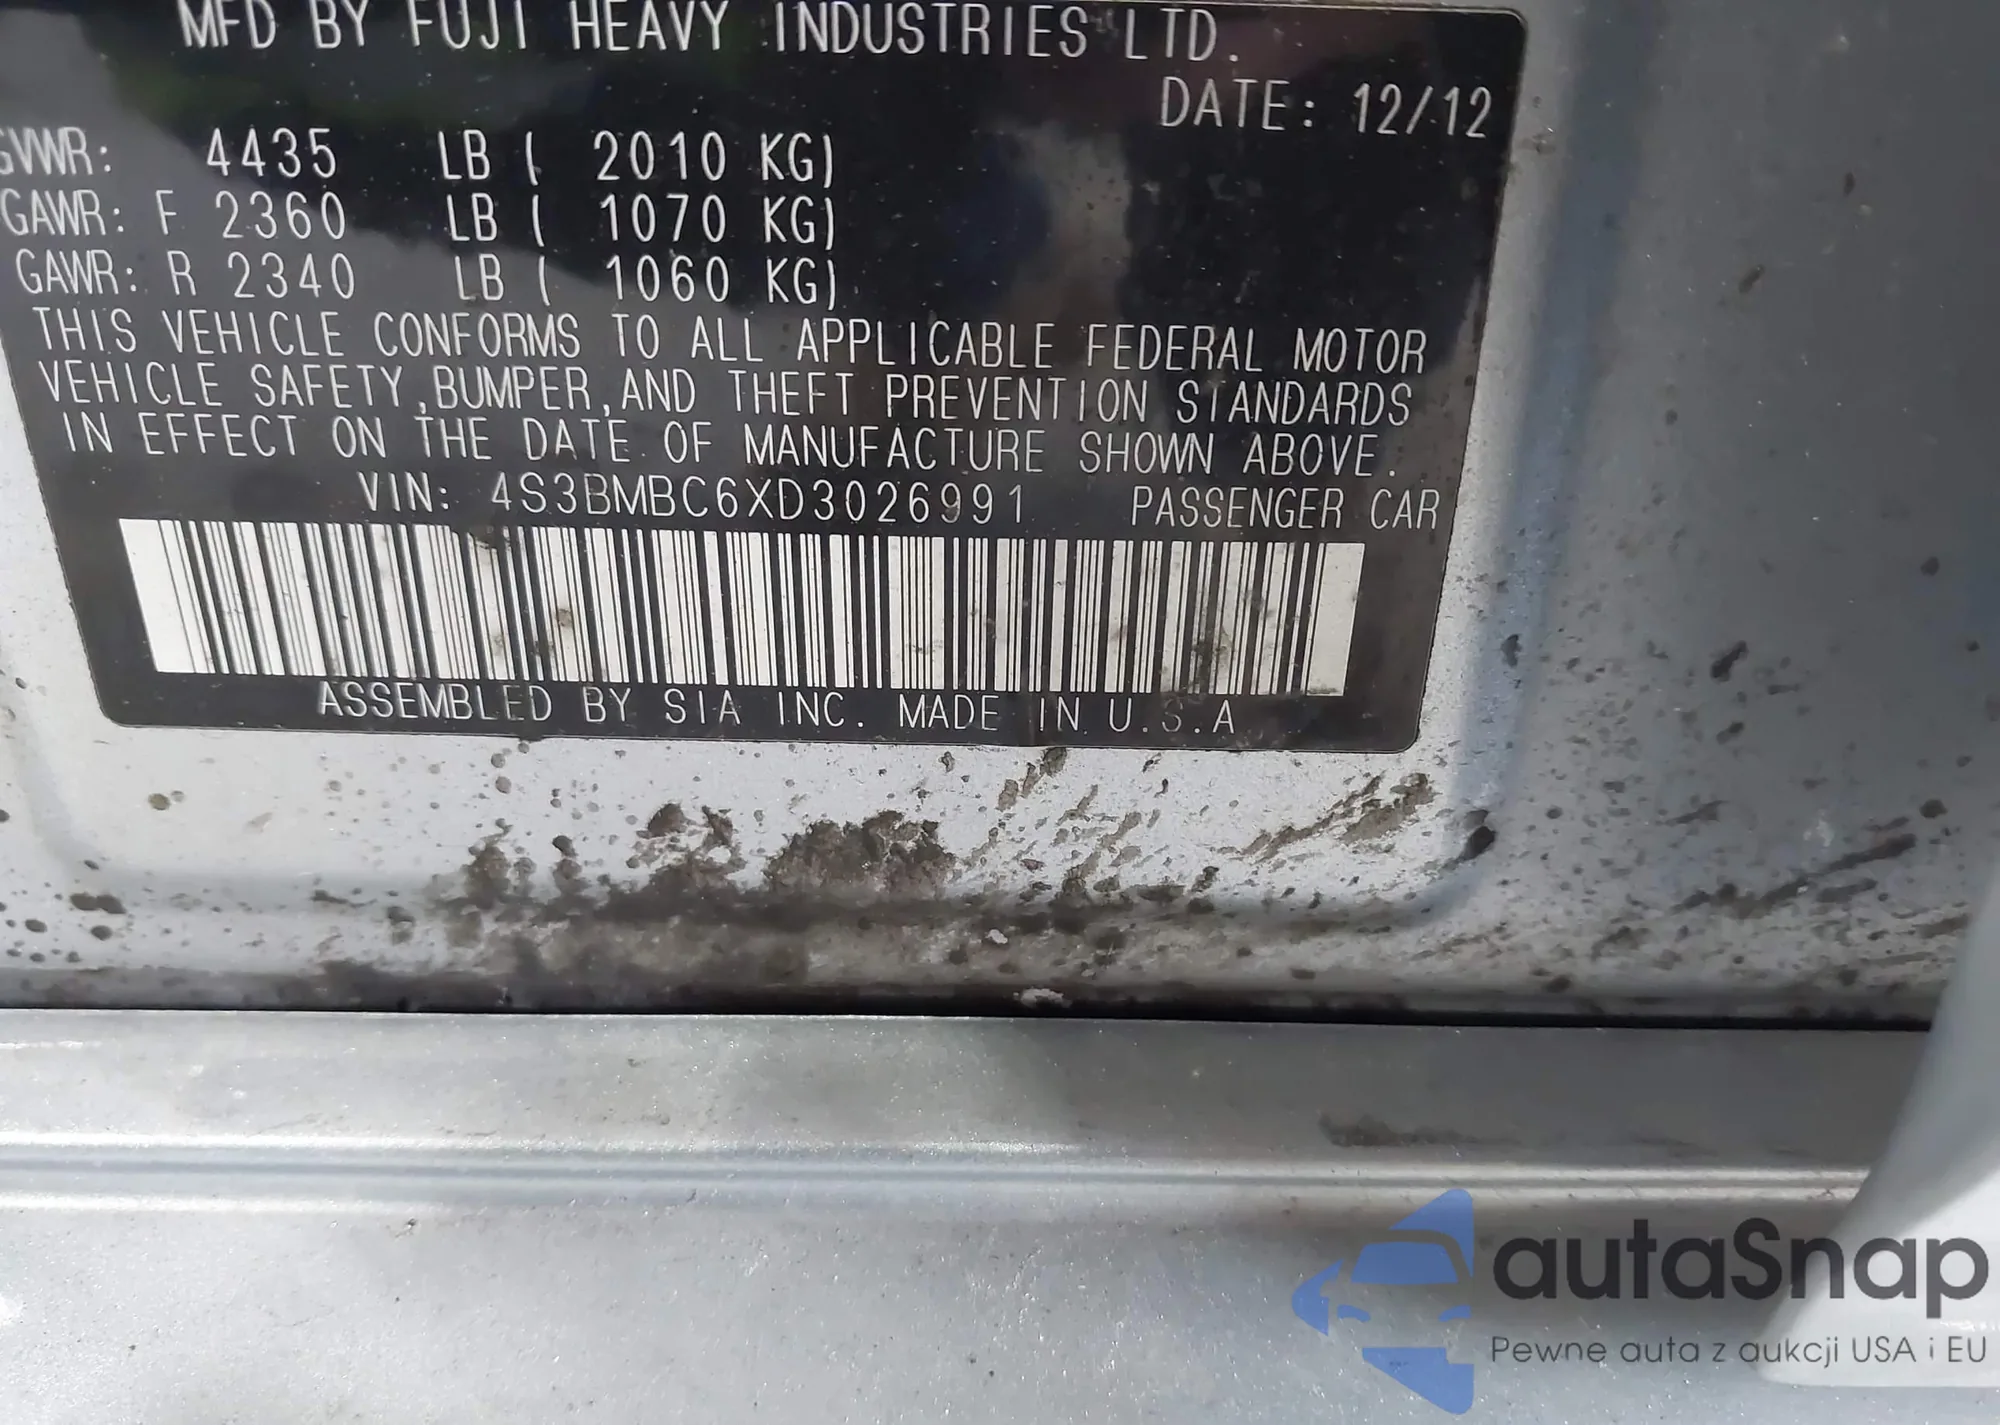 MFD BY FUJI HEAVY INDUSTRIES LTD.
DATE: 12/12
GVWR: 4435 LB ( 2010 KG)
GAWR: F 2360 LB ( 1070 KG)
GAWR: R 2340 LB ( 1060 KG)
THIS VEHICLE CONFORMS TO ALL APPLICABLE FEDERAL MOTOR
VEHICLE SAFETY,BUMPER,AND THEFT PREVENTION STANDARDS
IN EFFECT ON THE DATE OF MANUFACTURE SHOWN ABOVE.
VIN: 4S3BMBC6XD3026991 PASSENGER CAR
ASSEMBLED BY SIA INC. MADE IN U.S.A
autaSnap
Pewne auta z aukcji USA i EU